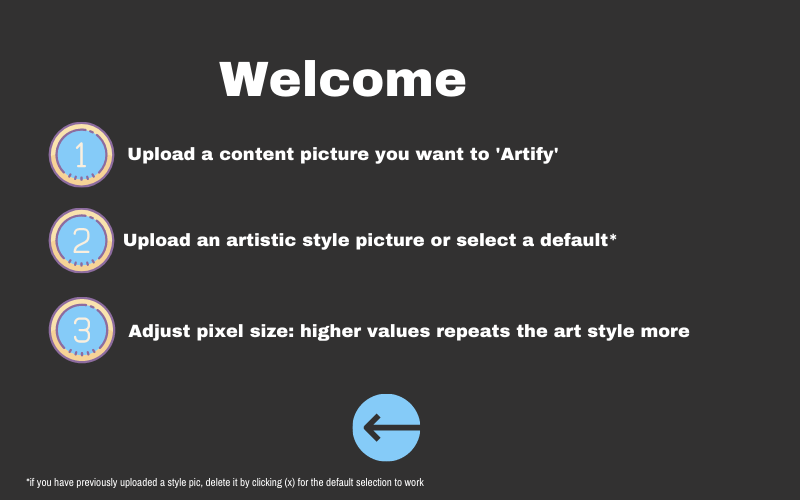 Welcome
1
Upload a content picture you want to 'Artify'
2
Upload an artistic style picture or select a default*
3
Adjust pixel size: higher values repeats the art style more
*if you have previously uploaded a style pic, delete it by clicking (x) for the default selection to work